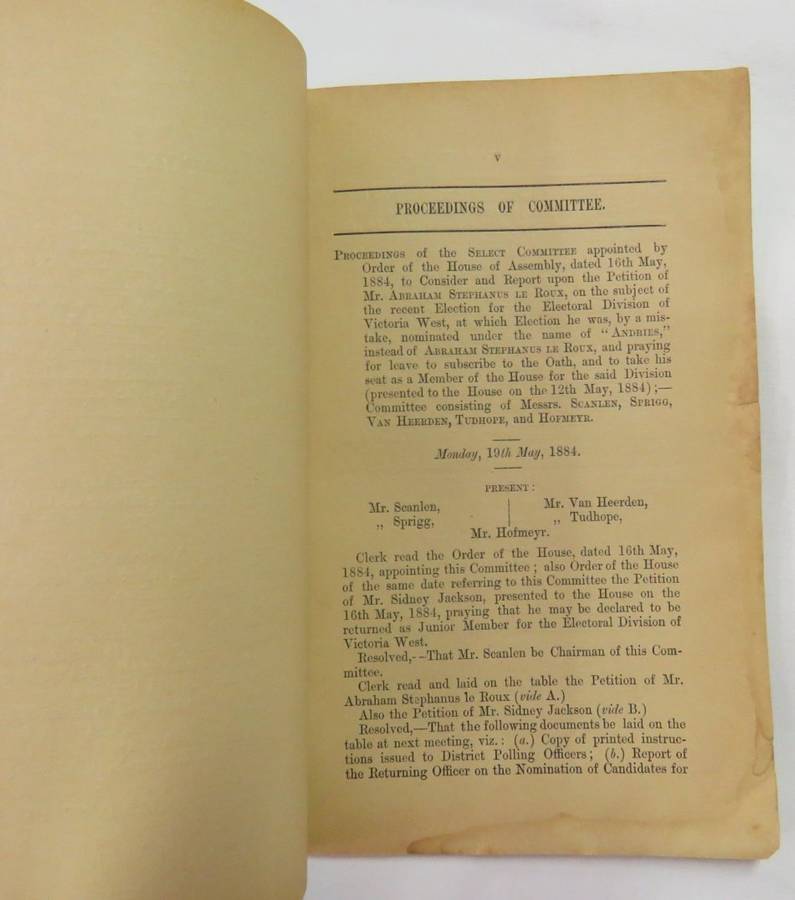 v
PROCEEDINGS OF COMMITTEE.
PROCEEDINGS of the SELECT COMMITTEE appointed by
Order of the House of Assembly, dated 16th May,
1884, to Consider and Report upon the Petition of
Mr. ABRAHAM STEPHANUS LE ROUX, on the subject of
the recent Election for the Electoral Division of
Victoria West, at which Election he was, by a mis-
take, nominated under the name of "ANDRIES,"
instead of ABRAHAM STEPHANUS LE ROUX, and praying
for leave to subscribe to the Oath, and to take his
seat as a Member of the House for the said Division
(presented to the House on the 12th May, 1884);—
Committee consisting of Messrs. SCANLEN, SPRIGG,
VAN HEERDEN, TUDHOPE, and HOFMEYR.
Monday, 19th May, 1884.
PRESENT:
Mr. Scanlen,
„ Sprigg,
Mr. Van Heerden,
„ Tudhope,
Mr. Hofmeyr.
Clerk read the Order of the House, dated 16th May,
1884, appointing this Committee; also Order of the House
of the same date referring to this Committee the Petition
of Mr. Sidney Jackson, presented to the House on the
16th May, 1884, praying that he may be declared to be
returned as Junior Member for the Electoral Division of
Victoria West.
Resolved,--That Mr. Scanlen be Chairman of this Com-
mittee.
Clerk read and laid on the table the Petition of Mr.
Abraham Stephanus le Roux (vide A.)
Also the Petition of Mr. Sidney Jackson (vide B.)
Resolved,—That the following documents be laid on the
table at next meeting, viz.: (a.) Copy of printed instruc-
tions issued to District Polling Officers; (b.) Report of
the Returning Officer on the Nomination of Candidates for